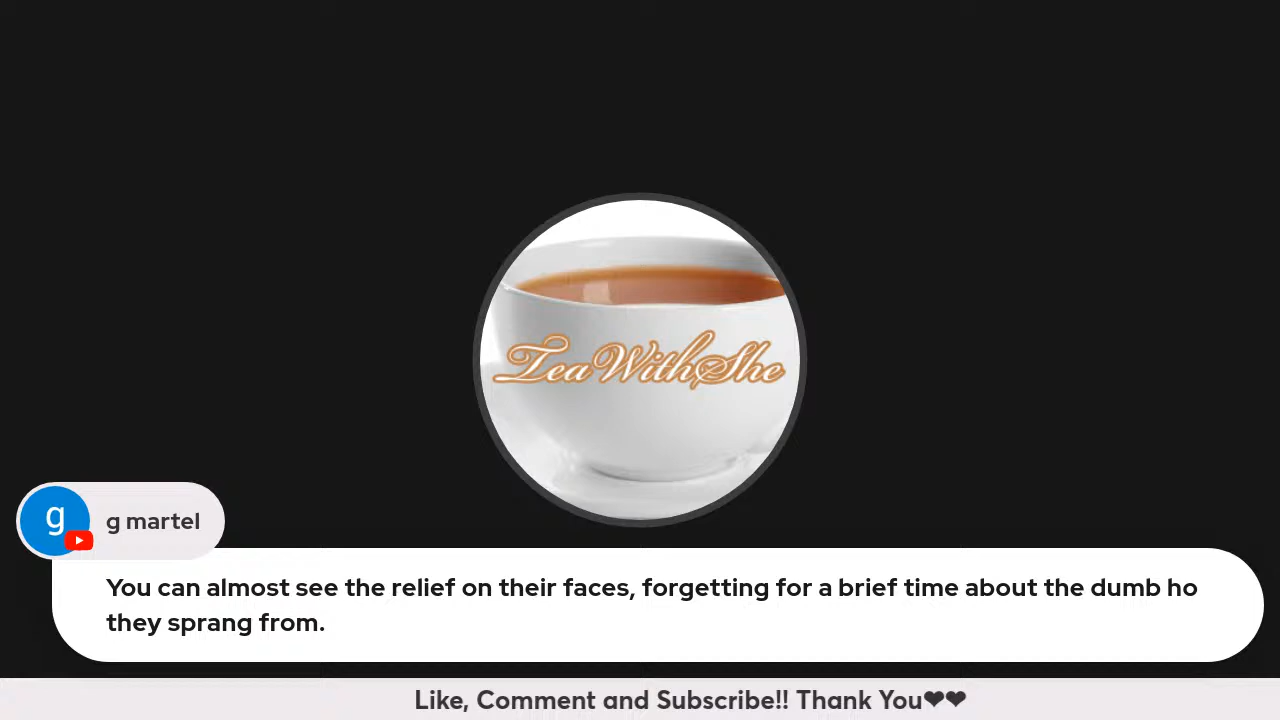 TeaWithShe
g
g martel
You can almost see the relief on their faces, forgetting for a brief time about the dumb ho
they sprang from.
Like, Comment and Subscribe!! Thank You❤❤